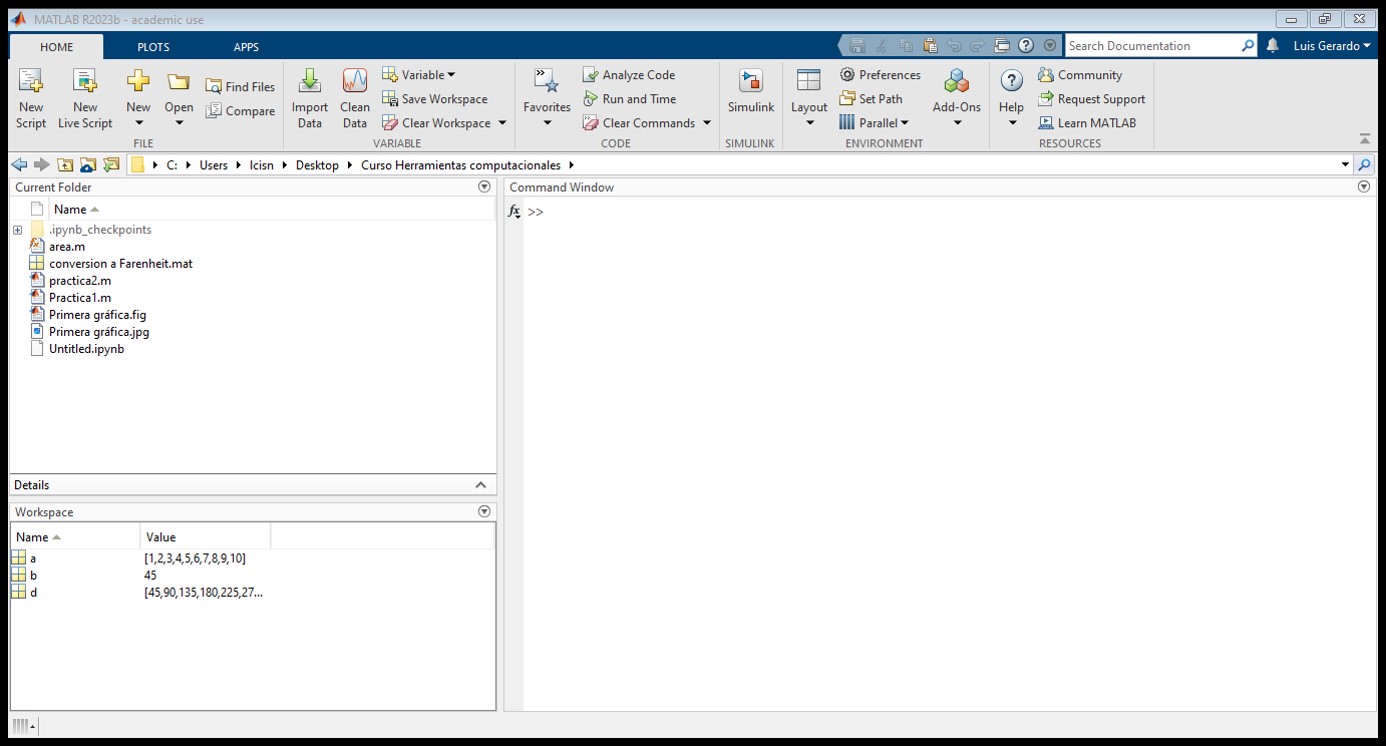 MATLAB R2023b - academic use
HOME PLOTS APPS
Search Documentation
Luis Gerardo
New Script
New Live Script
New
Open
Find Files
Compare
FILE
Import Data
Clean Data
Variable
Save Workspace
Clear Workspace
VARIABLE
Favorites
Analyze Code
Run and Time
Clear Commands
CODE
Simulink
SIMULINK
Layout
Preferences
Set Path
Parallel
Add-Ons
ENVIRONMENT
Help
Community
Request Support
Learn MATLAB
RESOURCES
C: Users lcisn Desktop Curso Herramientas computacionales
Current Folder
Name
.ipynb_checkpoints
area.m
conversion a Farenheit.mat
practica2.m
Practica1.m
Primera gráfica.fig
Primera gráfica.jpg
Untitled.ipynb
Details
Workspace
Name Value
a [1,2,3,4,5,6,7,8,9,10]
b 45
d [45,90,135,180,225,27...
Command Window
fx >>